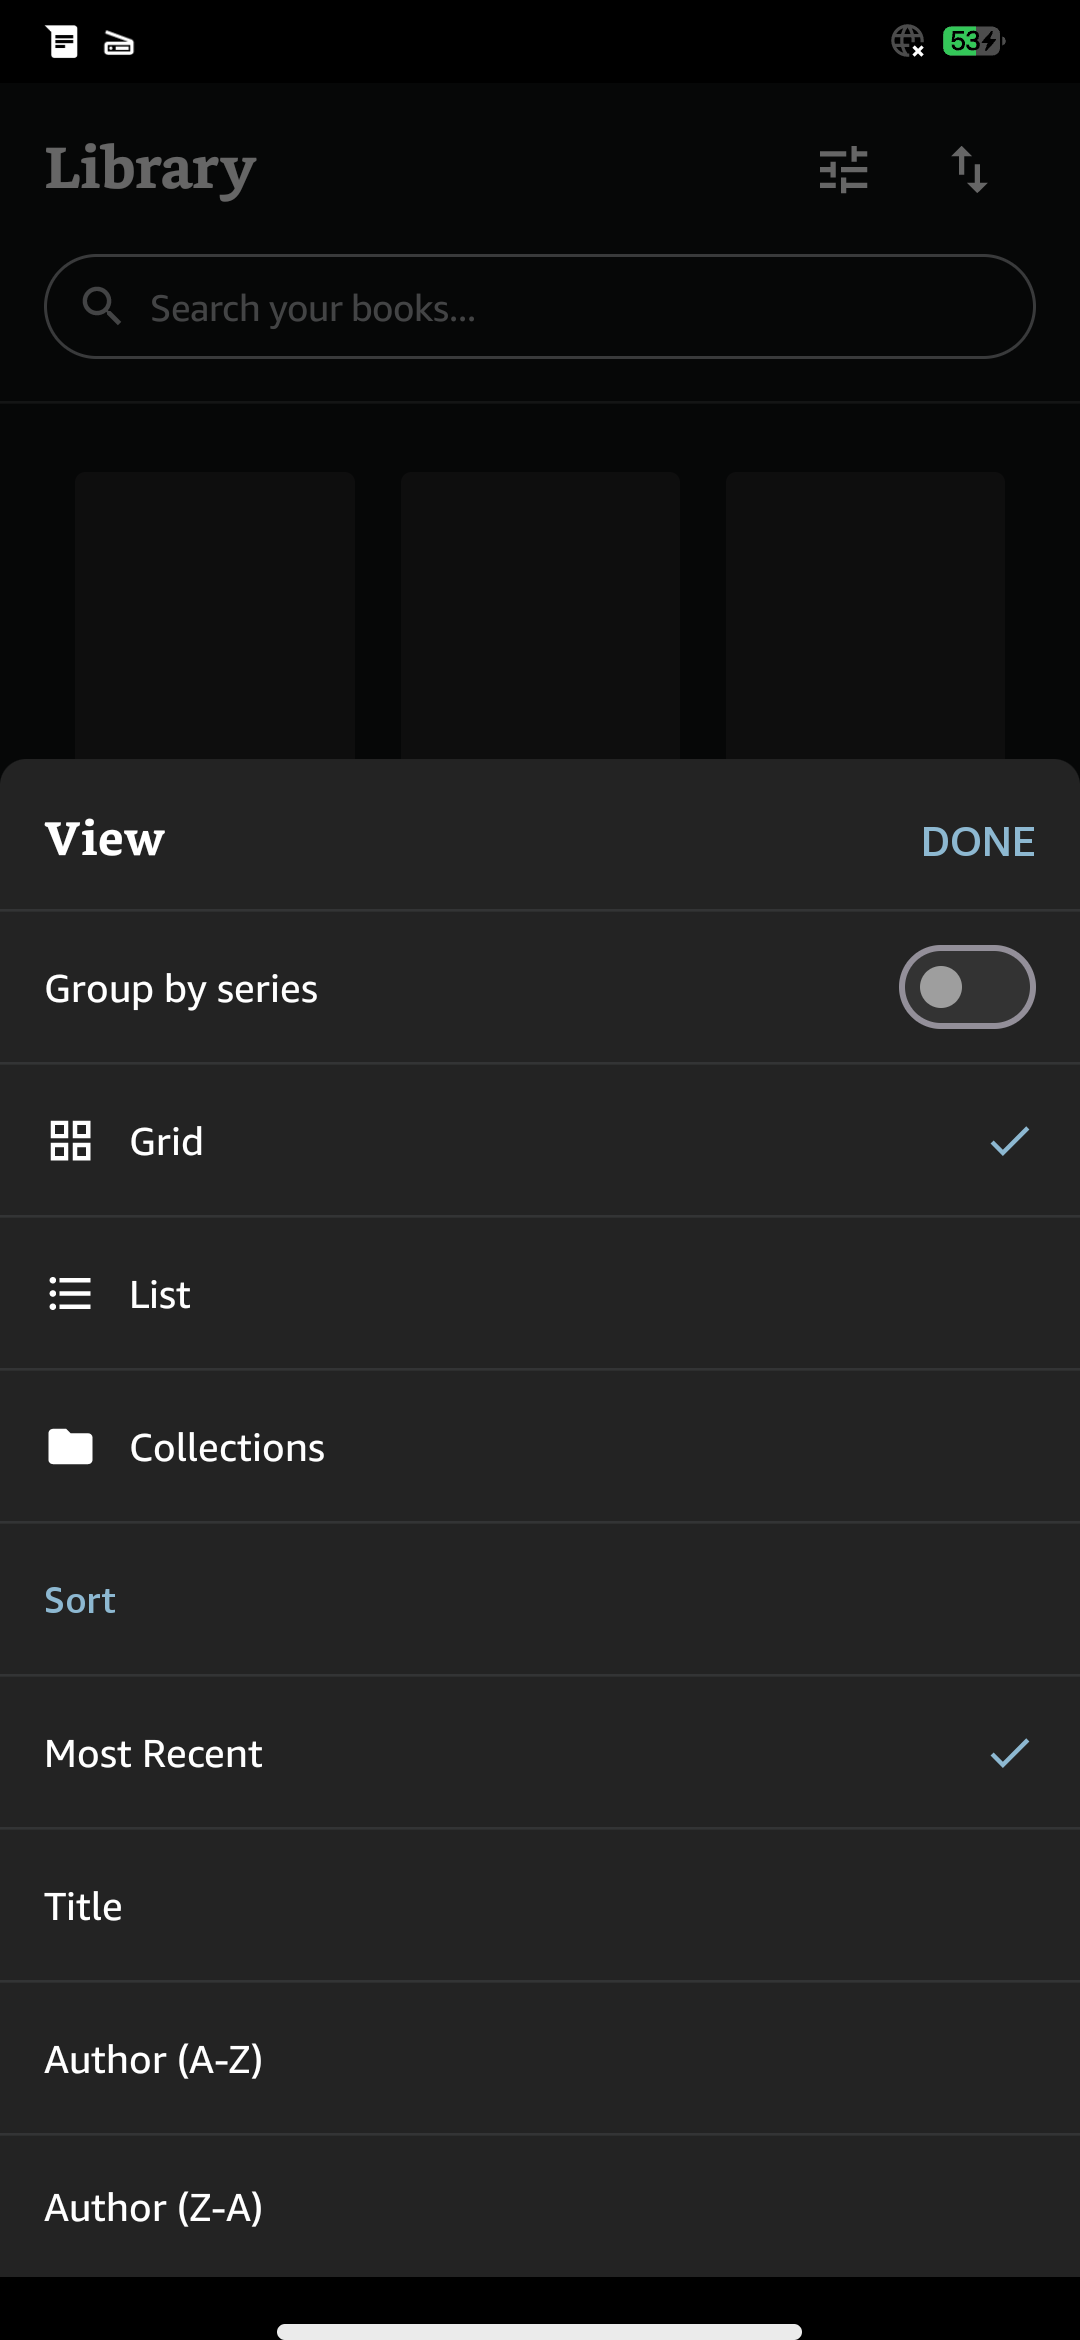 53
Library
Search your books...
View
DONE
Group by series
Grid
List
Collections
Sort
Most Recent
Title
Author (A-Z)
Author (Z-A)